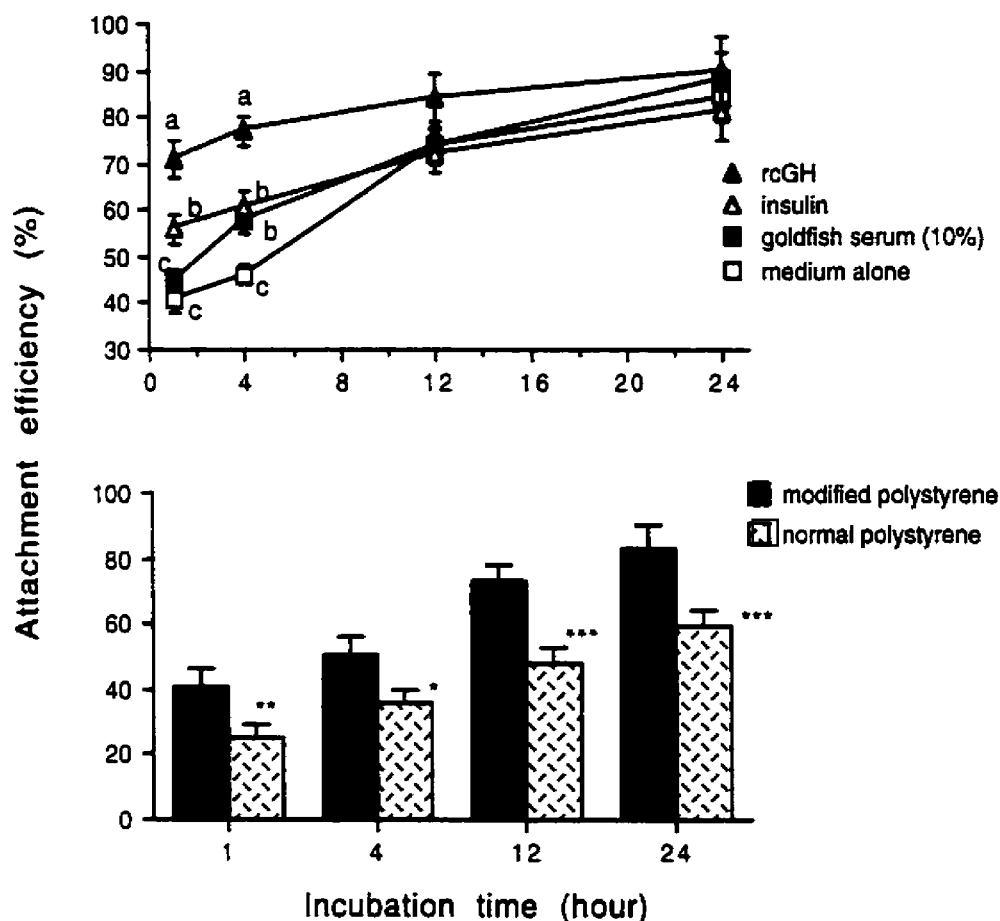 Attachment efficiency (%)
100
90
80
70
60
50
40
30
a
a
b
b
b
c
c
c
0
4
8
12
16
20
24
rcGH
insulin
goldfish serum (10%)
medium alone
100
80
60
40
20
0
**
*
***
***
modified polystyrene
normal polystyrene
1
4
12
24
Incubation time (hour)